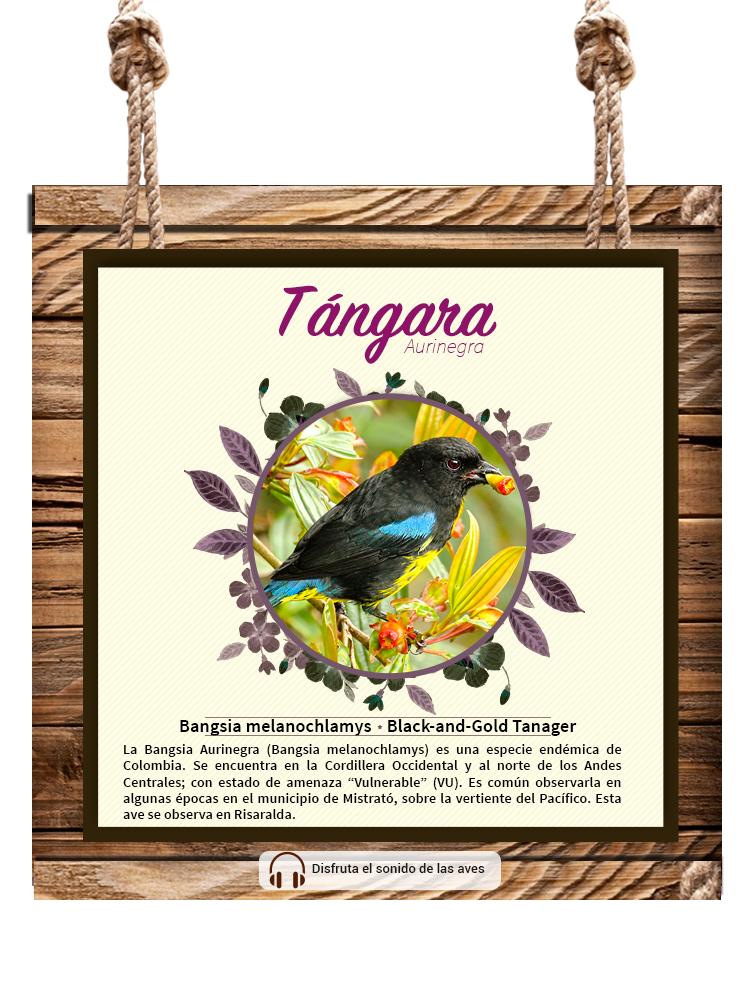 Tángara
Aurinegra
Bangsia melanochlamys * Black-and-Gold Tanager
La Bangsia Aurinegra (Bangsia melanochlamys) es una especie endémica de
Colombia. Se encuentra en la Cordillera Occidental y al norte de los Andes
Centrales; con estado de amenaza “Vulnerable” (VU). Es común observarla en
algunas épocas en el municipio de Mistrató, sobre la vertiente del Pacífico. Esta
ave se observa en Risaralda.
Disfruta el sonido de las aves